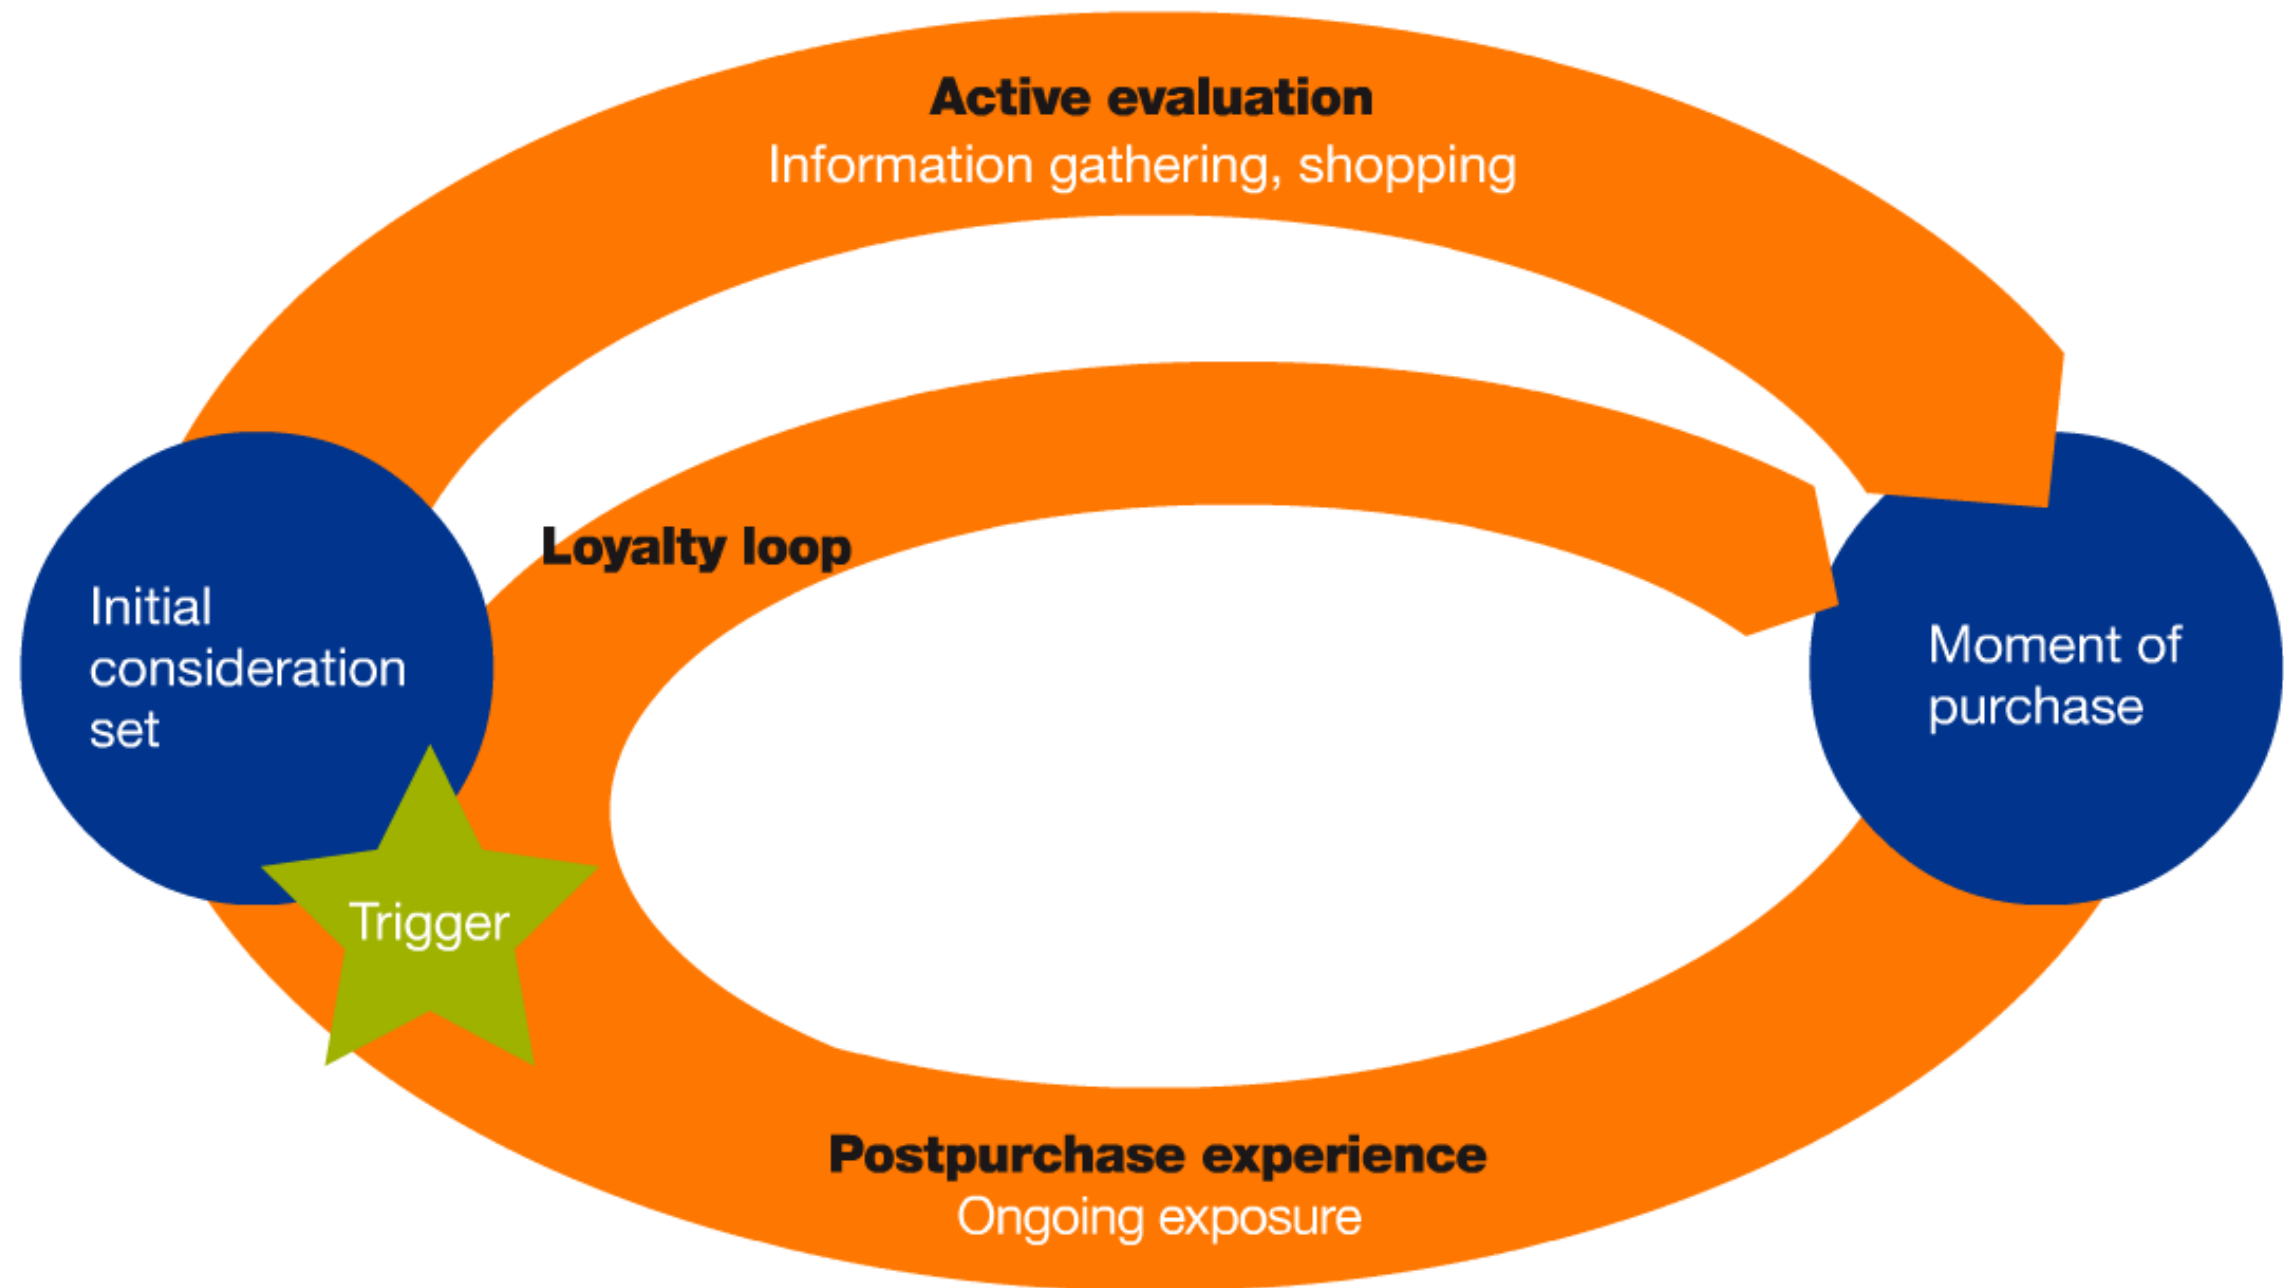 Active evaluation
Information gathering, shopping
Loyalty loop
Initial
consideration
set
Moment of
purchase
Trigger
Postpurchase experience
Ongoing exposure